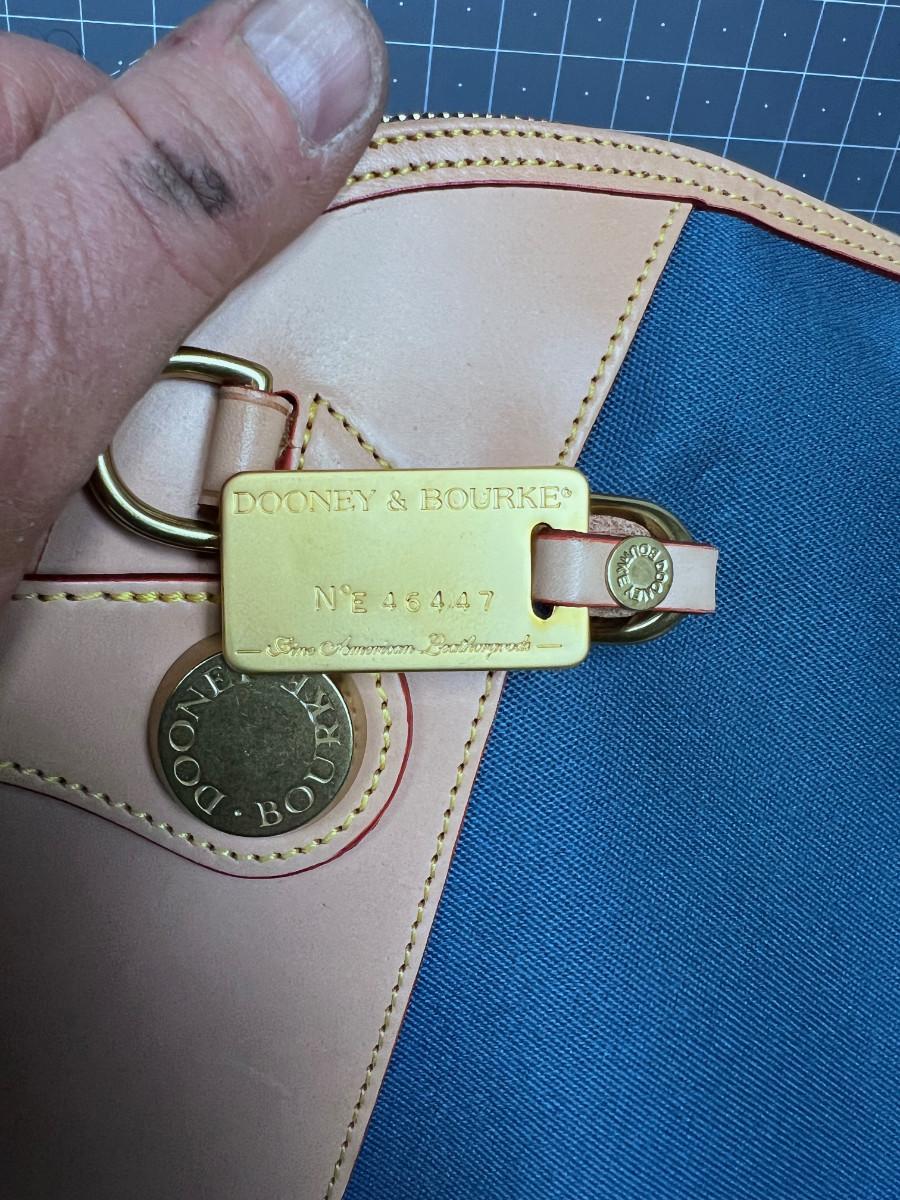 DOONEY & BOURKE®
N°E 46447
— Fine American Leathergoods —
DOONEY BOURKE
DOONEY · BOURKE